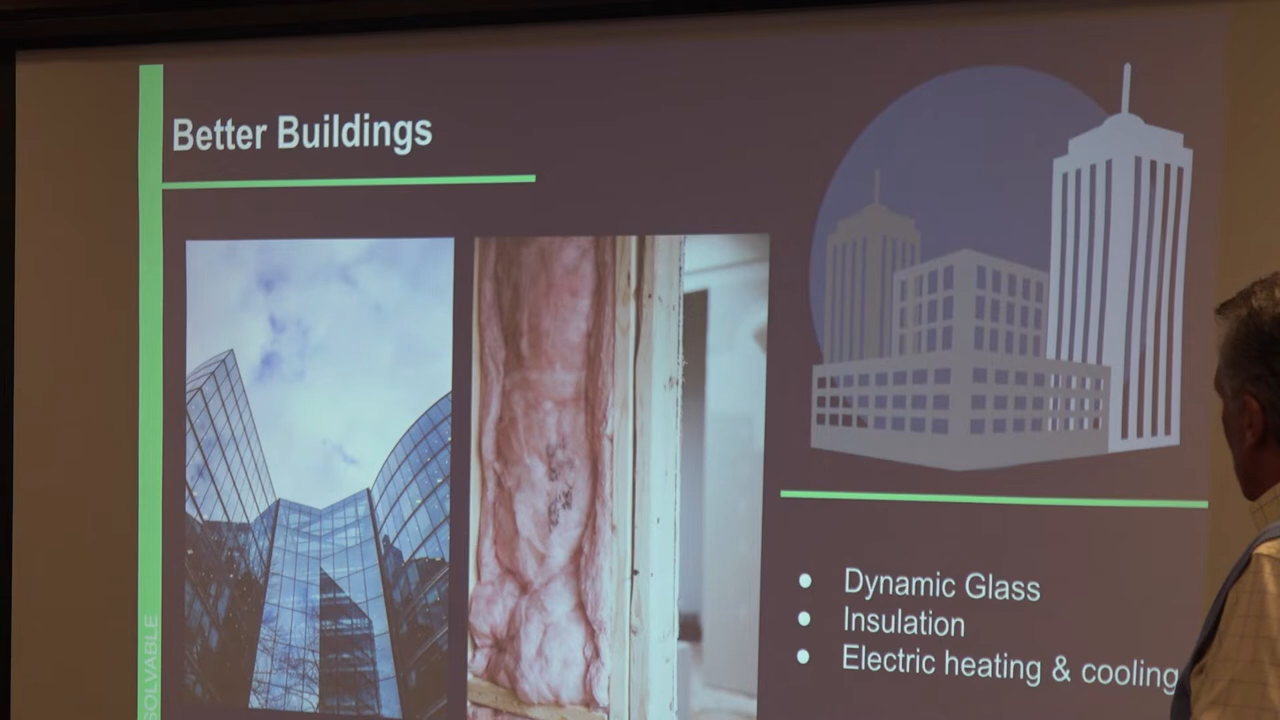 Better Buildings
Dynamic Glass
Insulation
Electric heating & cooling
SOLVABLE